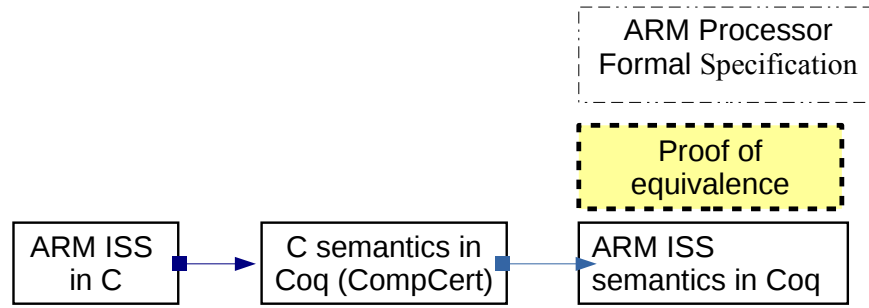 ARM Processor
Formal Specification
Proof of
equivalence
ARM ISS
in C
C semantics in
Coq (CompCert)
ARM ISS
semantics in Coq